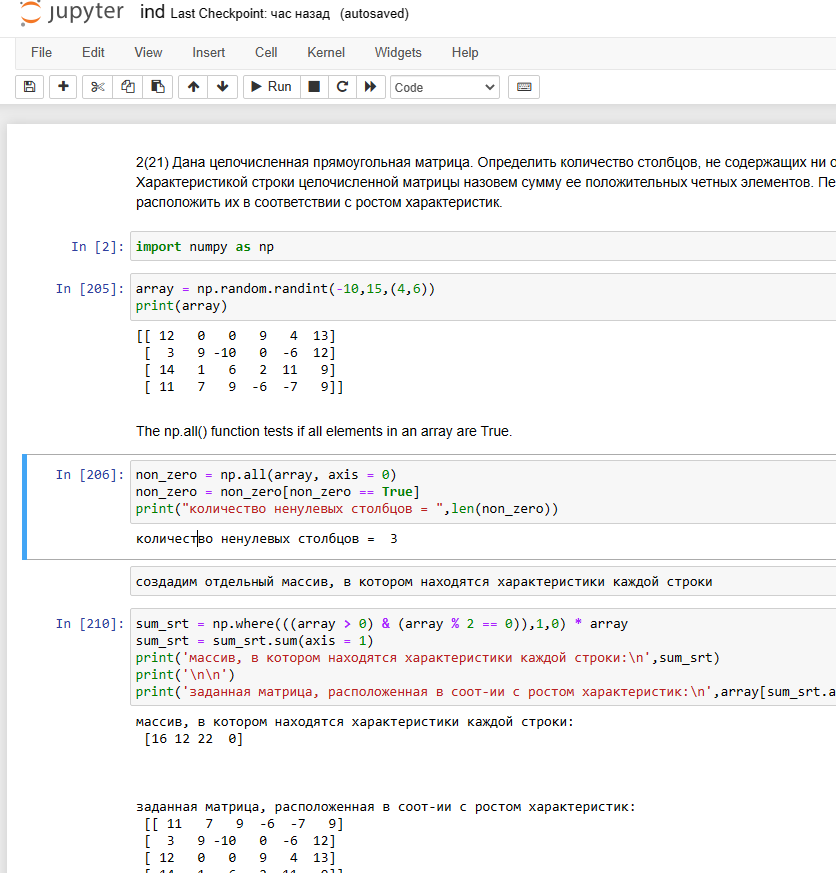 jupyter ind Last Checkpoint: час назад (autosaved)
File Edit View Insert Cell Kernel Widgets Help
Run Code
2(21) Дана целочисленная прямоугольная матрица. Определить количество столбцов, не содержащих ни
Характеристикой строки целочисленной матрицы назовем сумму ее положительных четных элементов.
расположить их в соответствии с ростом характеристик.
In [2]: import numpy as np
In [205]: array = np.random.randint(-10,15,(4,6))
print(array)
[[ 12 0 0 9 4 13]
[ 3 9 -10 0 -6 12]
[ 14 1 6 2 11 9]
[ 11 7 9 -6 -7 9]]
The np.all() function tests if all elements in an array are True.
In [206]: non_zero = np.all(array, axis = 0)
non_zero = non_zero[non_zero == True]
print("количество ненулевых столбцов = ",len(non_zero))
количество ненулевых столбцов = 3
создадим отдельный массив, в котором находятся характеристики каждой строки
In [210]: sum_srt = np.where(((array > 0) & (array % 2 == 0)),1,0) * array
sum_srt = sum_srt.sum(axis = 1)
print('массив, в котором находятся характеристики каждой строки:\n',sum_srt)
print('\n\n')
print('заданная матрица, расположенная в соот-ии с ростом характеристик:\n',array[sum_srt.a
массив, в котором находятся характеристики каждой строки:
[16 12 22 0]
заданная матрица, расположенная в соот-ии с ростом характеристик:
[[ 11 7 9 -6 -7 9]
[ 3 9 -10 0 -6 12]
[ 12 0 0 9 4 13]